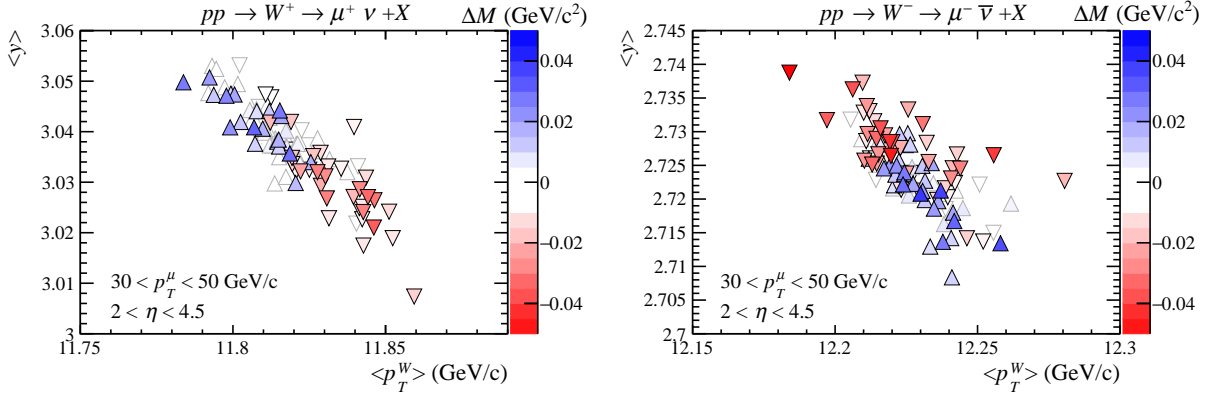 pp → W⁺ → μ⁺ ν +X
ΔM (GeV/c²)
<y>
3.06
3.05
3.04
3.03
3.02
3.01
3
30 < p_T^μ < 50 GeV/c
2 < η < 4.5
11.75
11.8
11.85
<p_T^W> (GeV/c)
0.04
0.02
0
−0.02
−0.04
pp → W⁻ → μ⁻ ν̅ +X
ΔM (GeV/c²)
<y>
2.745
2.74
2.735
2.73
2.725
2.72
2.715
2.71
2.705
2.7
30 < p_T^μ < 50 GeV/c
2 < η < 4.5
12.15
12.2
12.25
12.3
<p_T^W> (GeV/c)
0.04
0.02
0
−0.02
−0.04